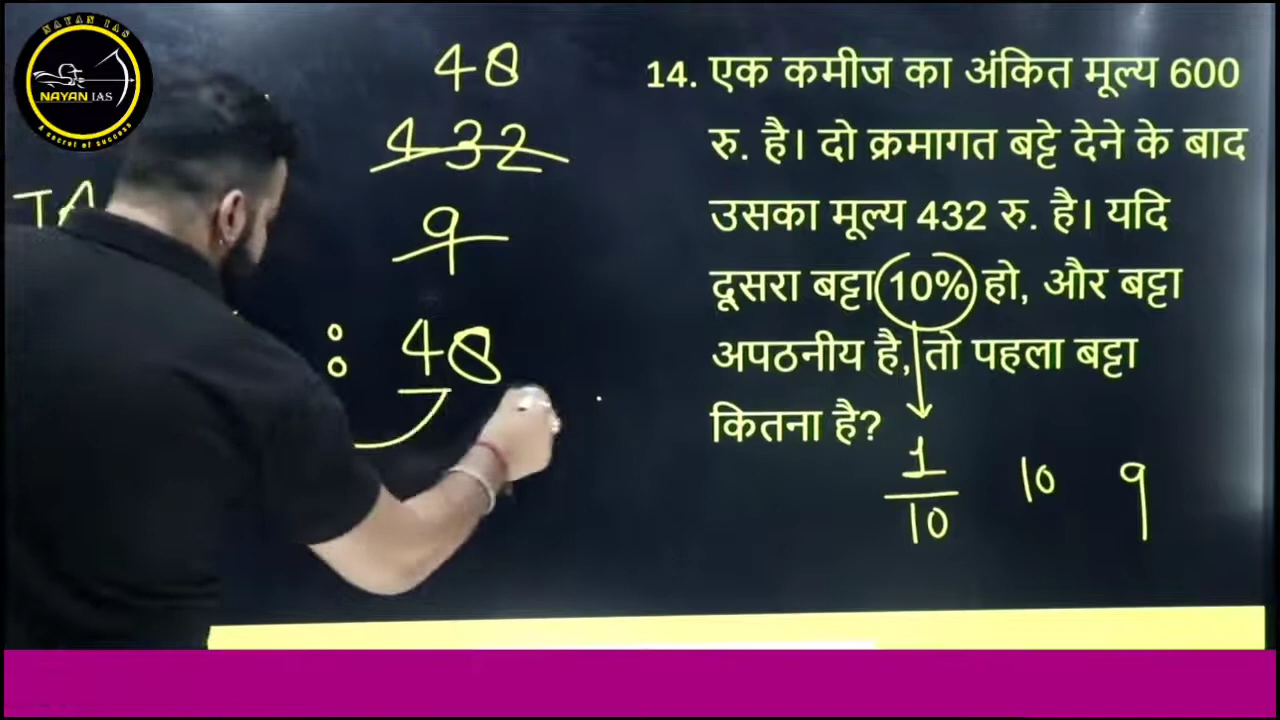 NAYAN IAS
NAYAN IAS
A secret of success
48
432
9
: 48
14. एक कमीज का अंकित मूल्य 600
रु. है। दो क्रमागत बट्टे देने के बाद
उसका मूल्य 432 रु. है। यदि
दूसरा बट्टा 10% हो, और बट्टा
अपठनीय है, तो पहला बट्टा
कितना है?
1
10 10 9